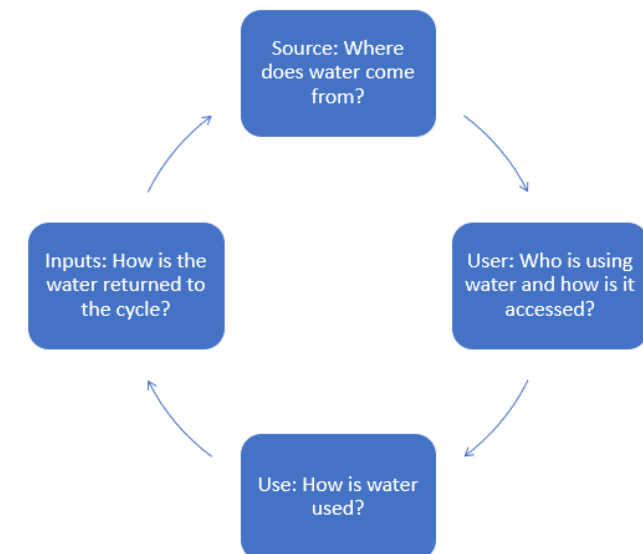 Source: Where
does water come
from?
User: Who is using
water and how is it
accessed?
Use: How is water
used?
Inputs: How is the
water returned to
the cycle?